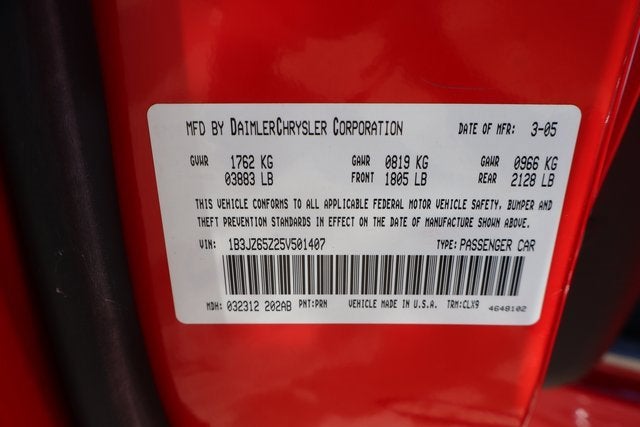 MFD BY DAIMLERCHRYSLER CORPORATION DATE OF MFR: 3-05
GVWR 1762 KG GAWR 0819 KG GAWR 0966 KG
03883 LB FRONT 1805 LB REAR 2128 LB
THIS VEHICLE CONFORMS TO ALL APPLICABLE FEDERAL MOTOR VEHICLE SAFETY, BUMPER AND
THEFT PREVENTION STANDARDS IN EFFECT ON THE DATE OF MANUFACTURE SHOWN ABOVE.
VIN: 1B3JZ65Z25V501407 TYPE: PASSENGER CAR
MDH: 032312 202AB PNT: PRN VEHICLE MADE IN U.S.A. TRM: CLX9 4648102